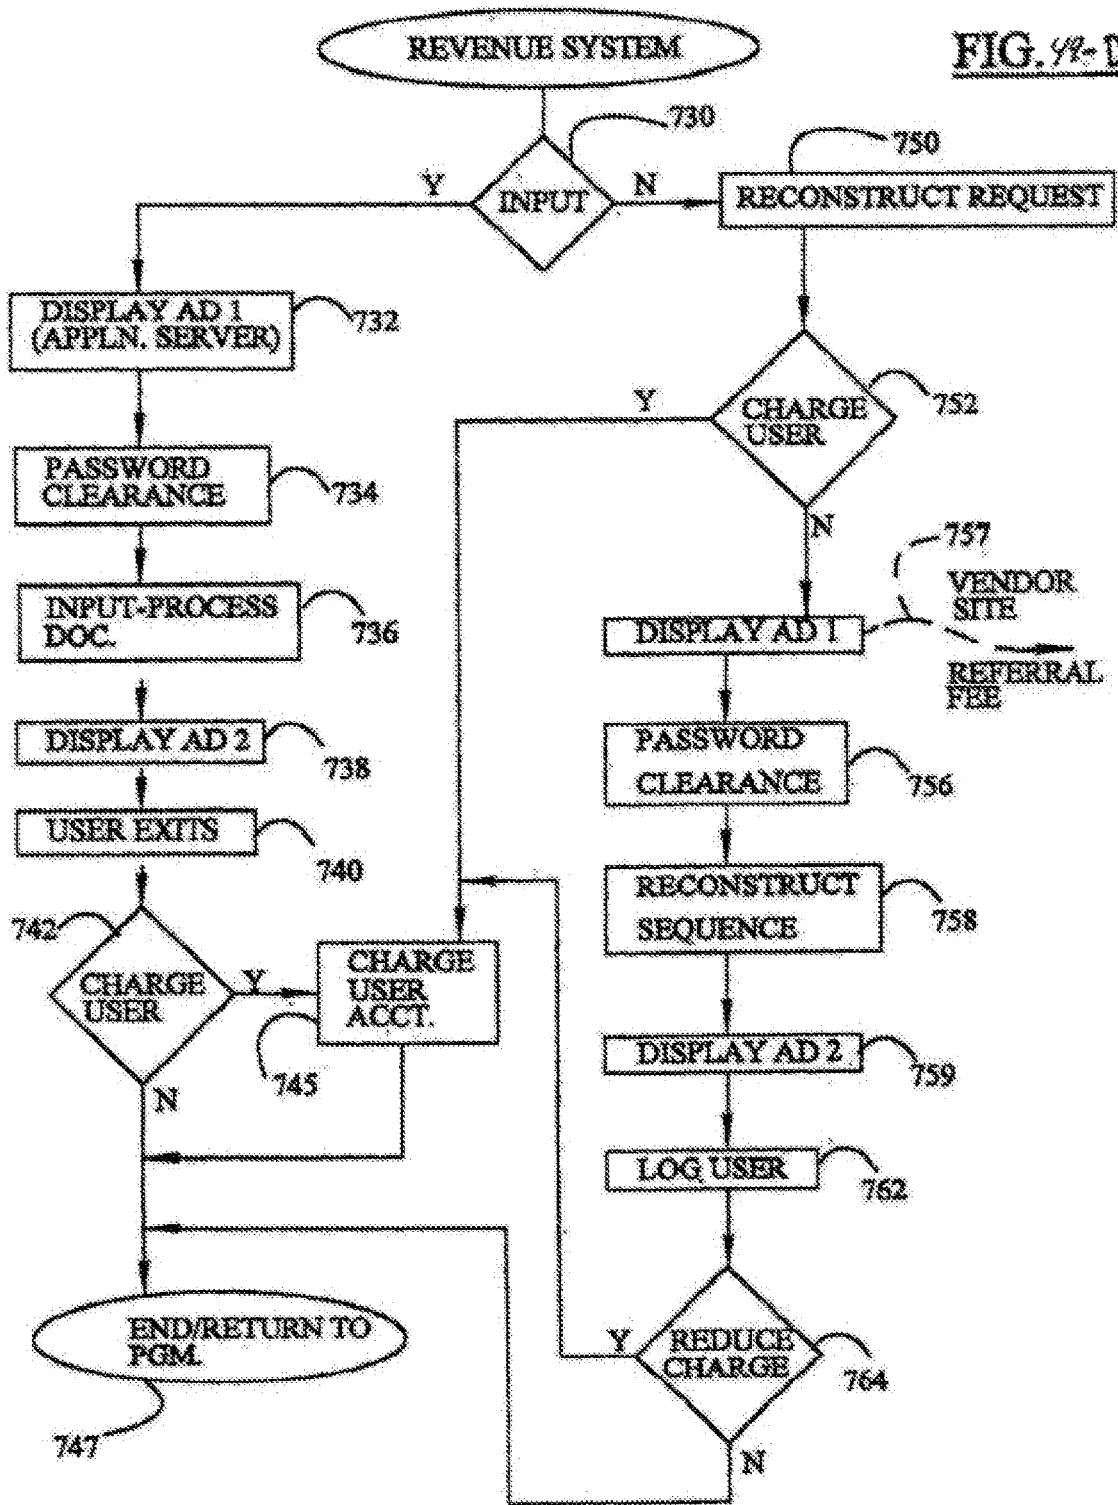 REVENUE SYSTEM
FIG. 49-D
730
750
Y
INPUT
N
RECONSTRUCT REQUEST
DISPLAY AD 1
(APPLN. SERVER)
732
Y
CHARGE
USER
752
PASSWORD
CLEARANCE
734
N
757
VENDOR
SITE
INPUT-PROCESS
DOC.
736
DISPLAY AD 1
REFERRAL
FEE
DISPLAY AD 2
738
PASSWORD
CLEARANCE
756
USER EXITS
740
RECONSTRUCT
SEQUENCE
758
742
CHARGE
USER
Y
CHARGE
USER
ACCT.
745
N
DISPLAY AD 2
759
LOG USER
762
END/RETURN TO
PGM.
747
Y
REDUCE
CHARGE
764
N